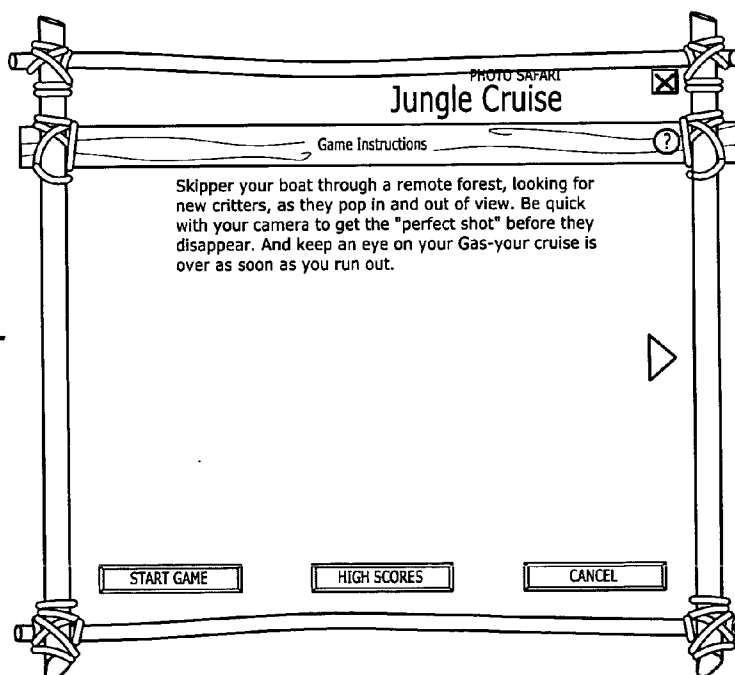 PHOTO SAFARI
Jungle Cruise
Game Instructions
?
Skipper your boat through a remote forest, looking for
new critters, as they pop in and out of view. Be quick
with your camera to get the "perfect shot" before they
disappear. And keep an eye on your Gas-your cruise is
over as soon as you run out.
START GAME
HIGH SCORES
CANCEL